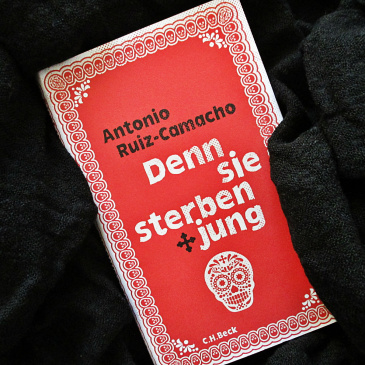 Antonio
Ruiz-Camacho
Denn
sie
sterben
jung
C.H.Beck